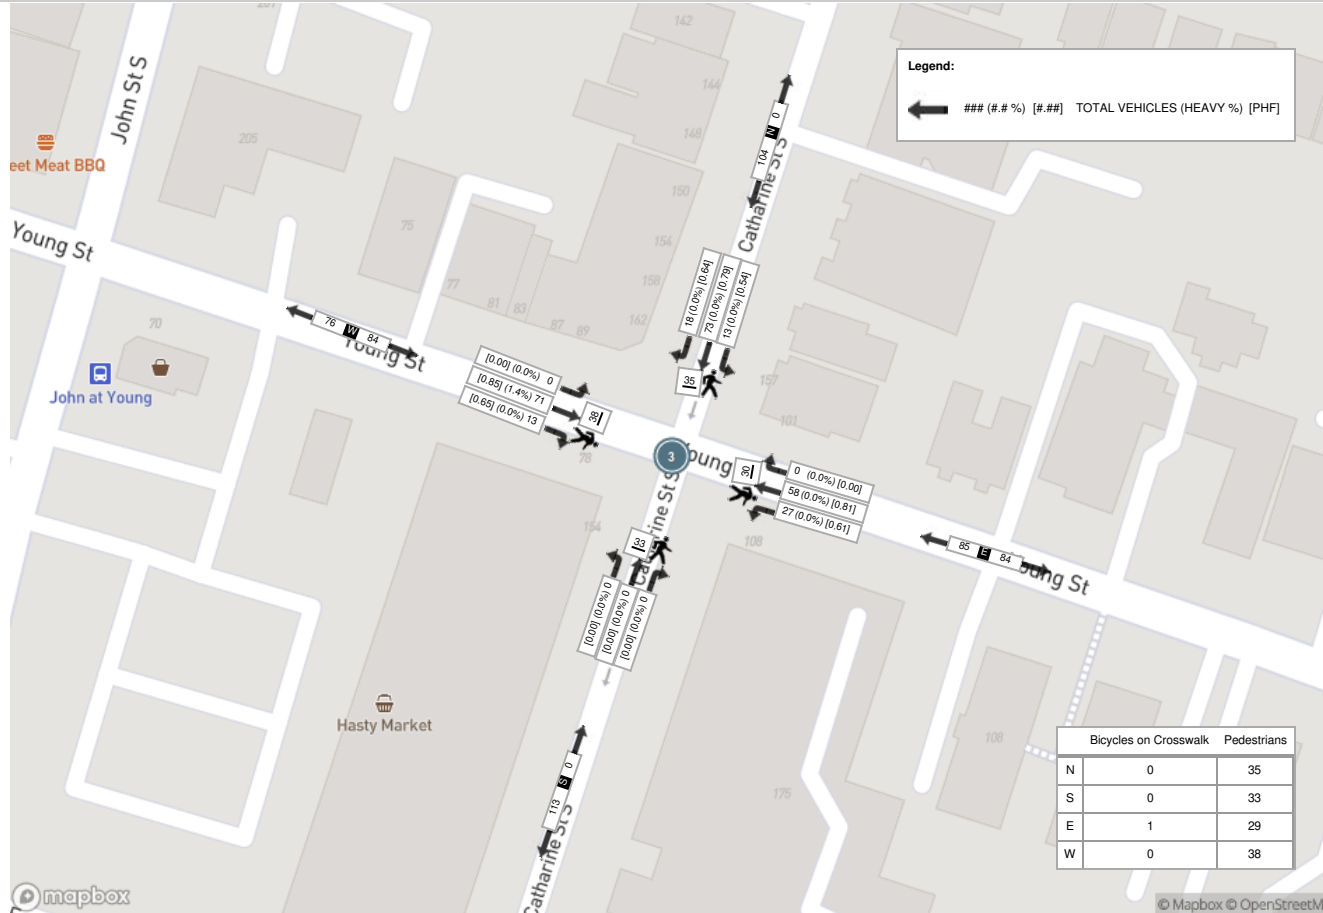 201
142
144
148
150
154
158
162
205
75
77
81
83
87
89
70
78
157
101
108
154
175
108
John St S
eet Meat BBQ
Young St
John at Young
Young St
Catharine St S
Hasty Market
Legend:
### (#.# %) [#.##] TOTAL VEHICLES (HEAVY %) [PHF]
104 N 0
18 (0.0%) [0.64]
73 (0.0%) [0.79]
13 (0.0%) [0.54]
35
76 W 84
[0.00] (0.0%) 0
[0.85] (1.4%) 71
[0.65] (0.0%) 13
38
3
Young
30
0 (0.0%) [0.00]
58 (0.0%) [0.81]
27 (0.0%) [0.61]
85 E 84
Young St
33
Catharine St S
[0.00] (0.0%) 0
[0.00] (0.0%) 0
[0.00] (0.0%) 0
113 S 0
Catharine St S
Bicycles on Crosswalk Pedestrians
N 0 35
S 0 33
E 1 29
W 0 38
mapbox
© Mapbox © OpenStreetM